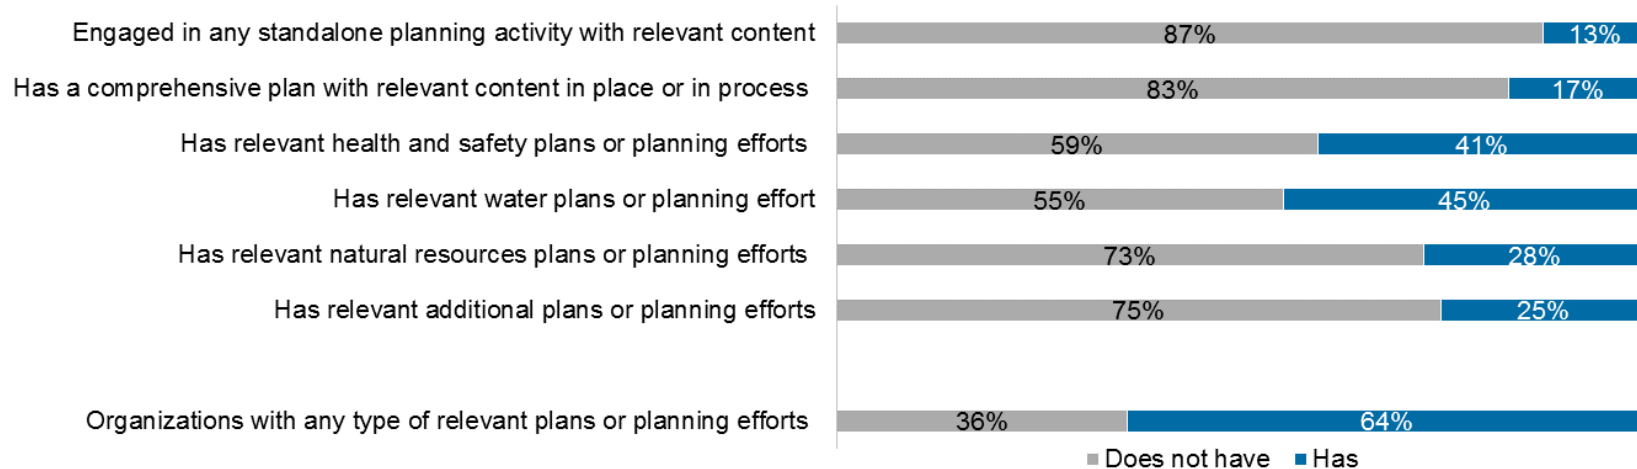 Engaged in any standalone planning activity with relevant content 87% 13%
Has a comprehensive plan with relevant content in place or in process 83% 17%
Has relevant health and safety plans or planning efforts 59% 41%
Has relevant water plans or planning effort 55% 45%
Has relevant natural resources plans or planning efforts 73% 28%
Has relevant additional plans or planning efforts 75% 25%
Organizations with any type of relevant plans or planning efforts 36% 64%
Does not have Has